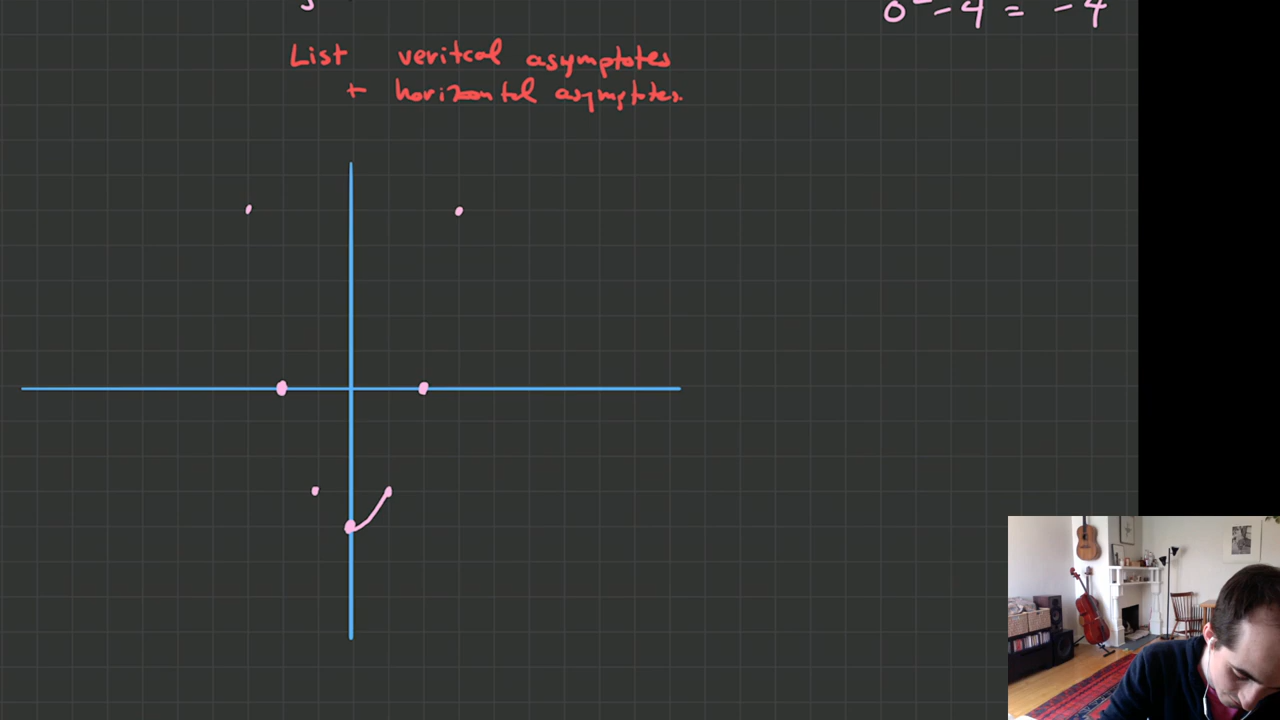 0² - 4 = -4
List veritcal asymptotes
+ horizontal asymptotes.